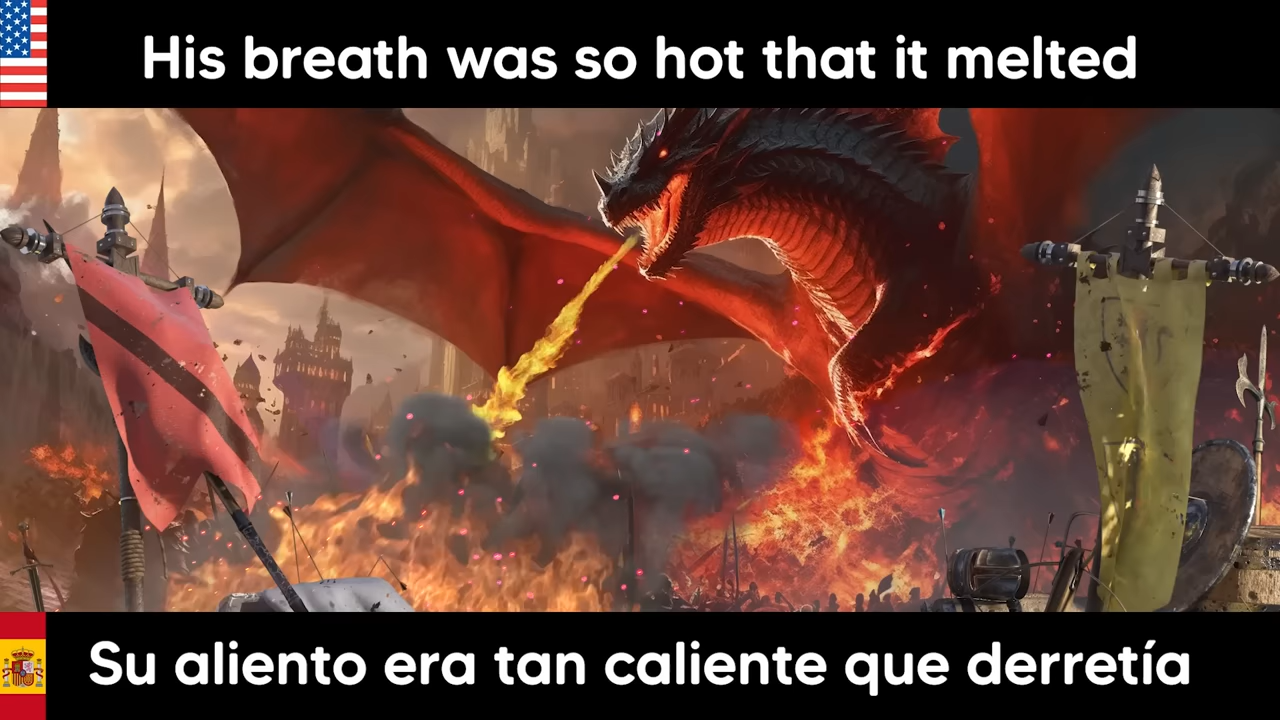 His breath was so hot that it melted
Su aliento era tan caliente que derretía